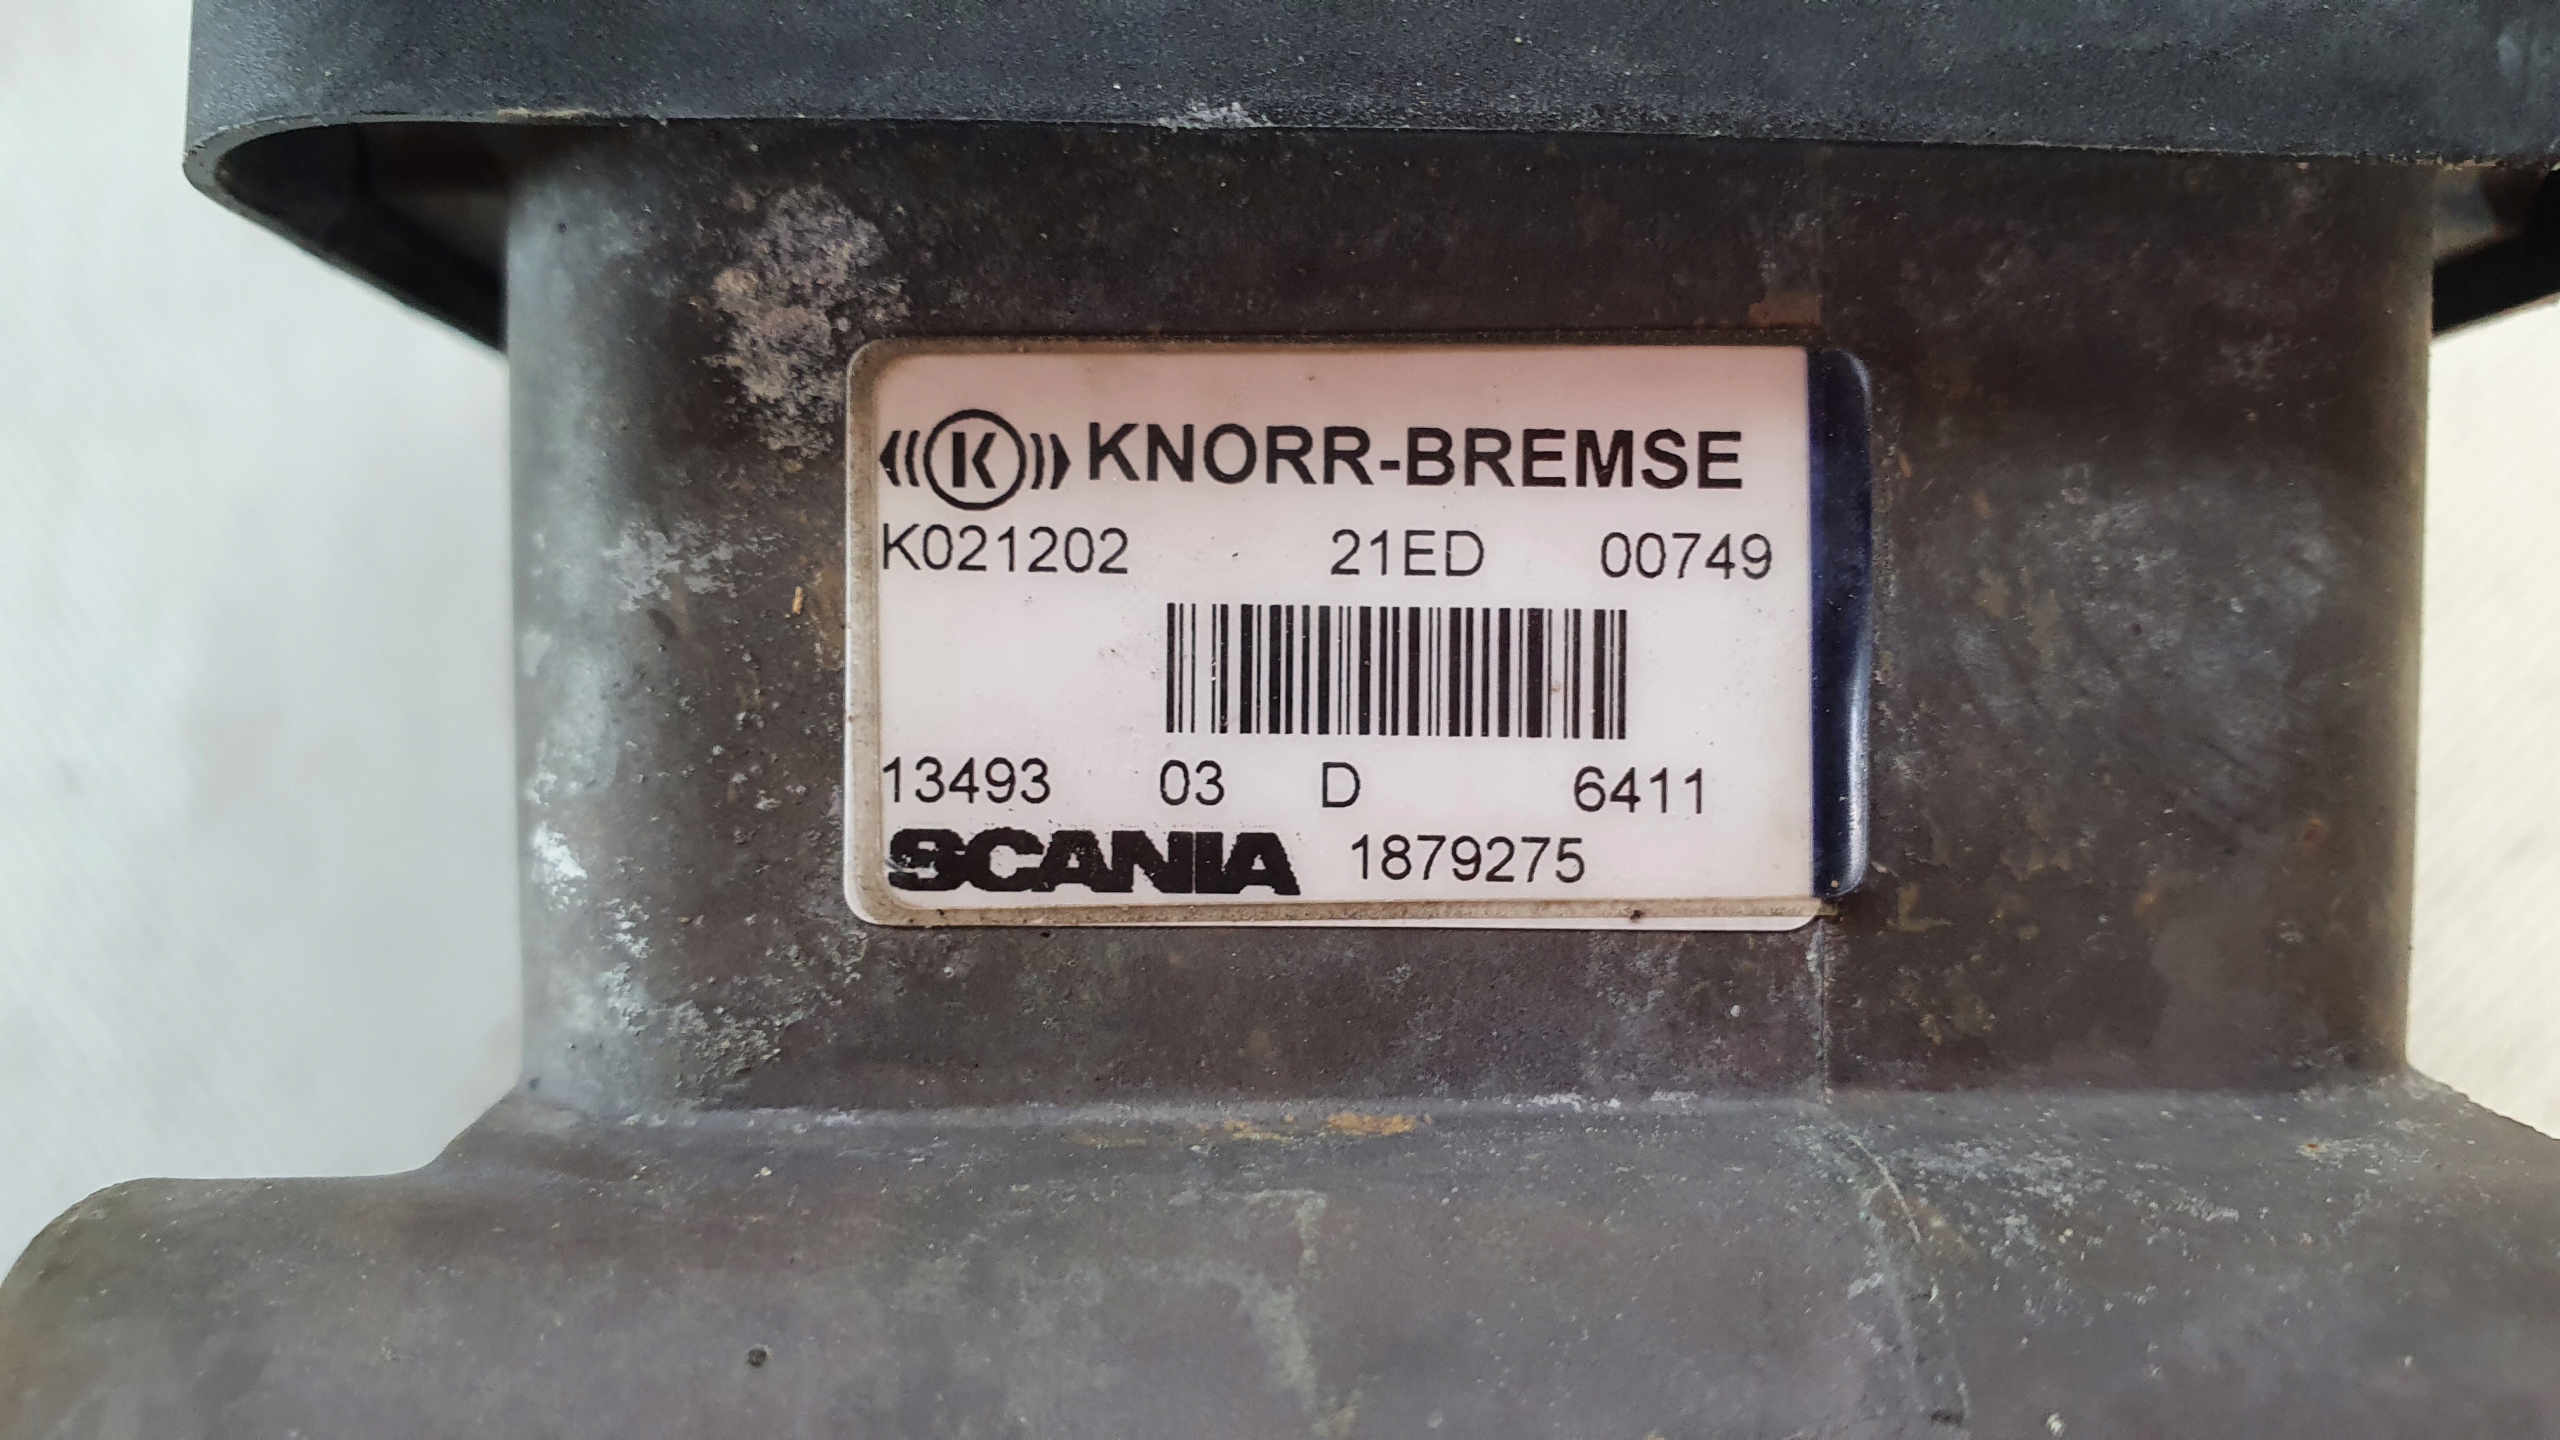 K KNORR-BREMSE
K021202 21ED 00749
13493 03 D 6411
SCANIA 1879275